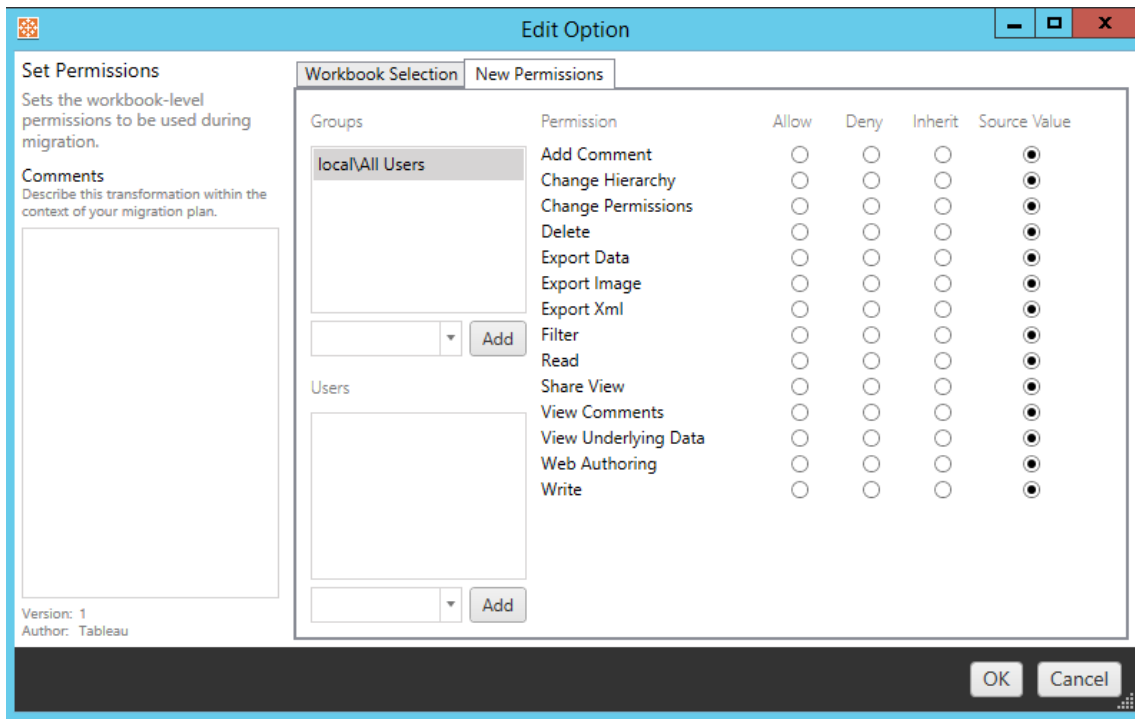 Edit Option
Set Permissions
Sets the workbook-level
permissions to be used during
migration.
Comments
Describe this transformation within the
context of your migration plan.
Version: 1
Author: Tableau
Workbook Selection
New Permissions
Groups
local\All Users
Add
Users
Add
Permission Allow Deny Inherit Source Value
Add Comment
Change Hierarchy
Change Permissions
Delete
Export Data
Export Image
Export Xml
Filter
Read
Share View
View Comments
View Underlying Data
Web Authoring
Write
OK
Cancel